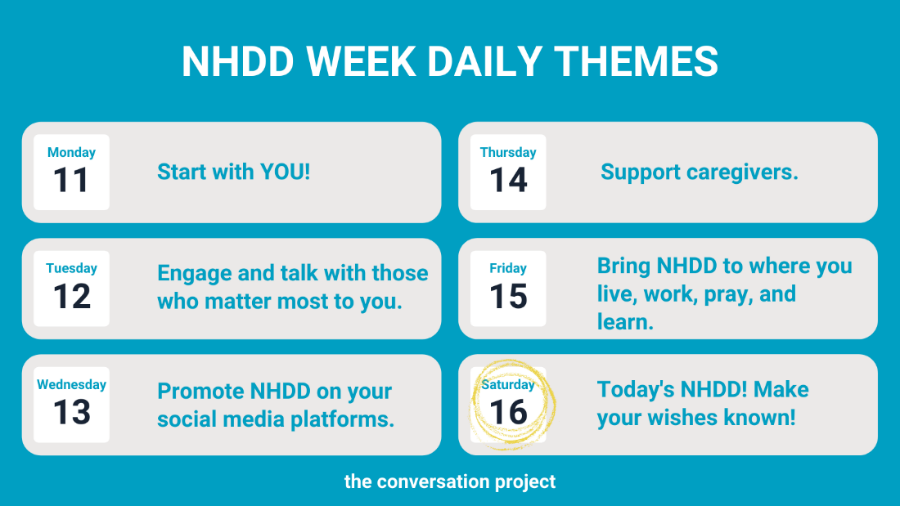 NHDD WEEK DAILY THEMES
Monday
11
Start with YOU!
Tuesday
12
Engage and talk with those
who matter most to you.
Wednesday
13
Promote NHDD on your
social media platforms.
Thursday
14
Support caregivers.
Friday
15
Bring NHDD to where you
live, work, pray, and
learn.
Saturday
16
Today's NHDD! Make
your wishes known!
the conversation project